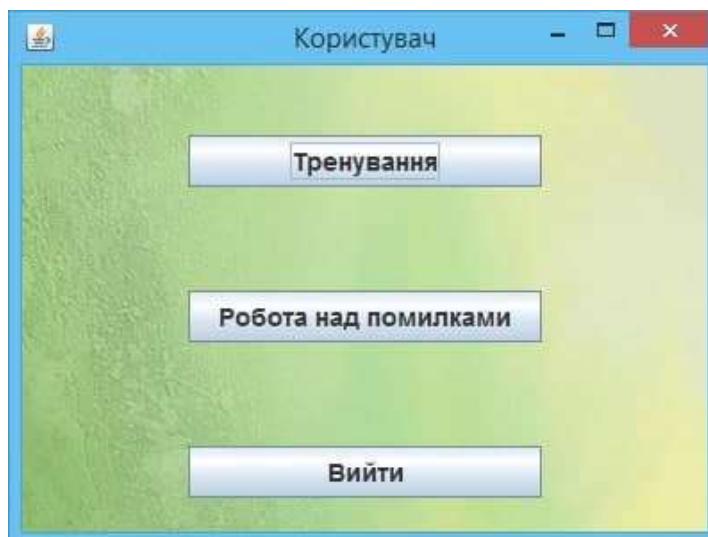 Користувач
Тренування
Робота над помилками
Вийти